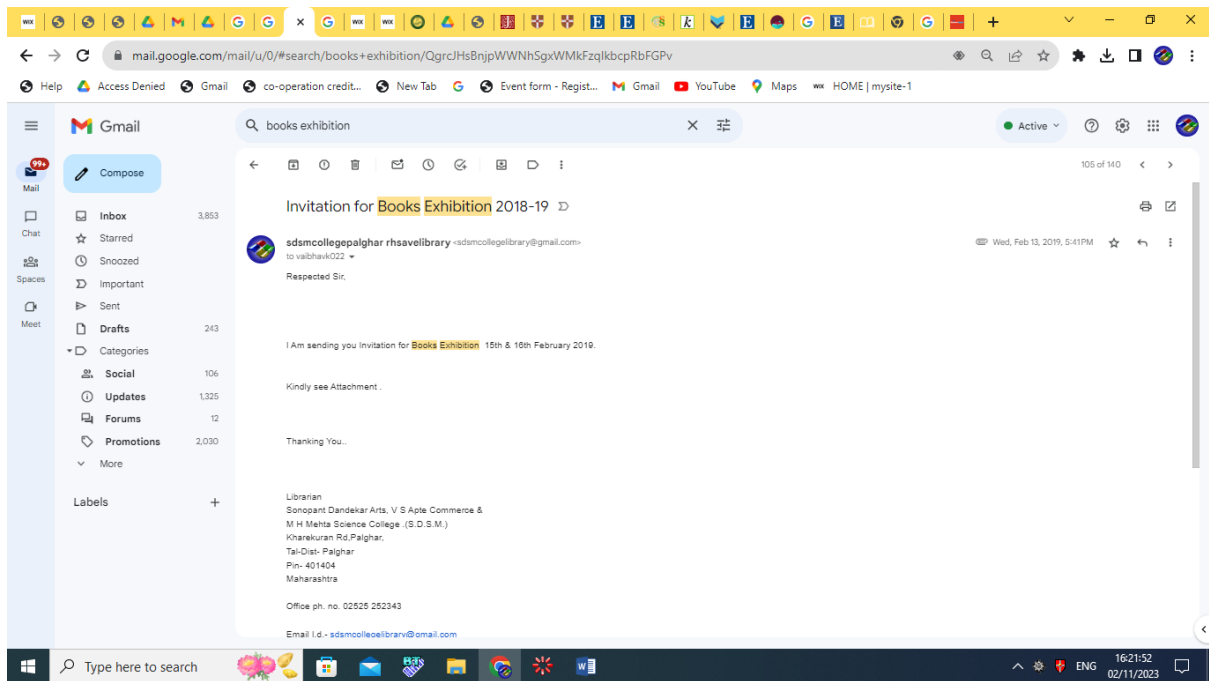 mail.google.com/mail/u/0/#search/books+exhibition/QgrcJHsBnjpWWNhSgxWMkFzqlkbcpRbFGPv
Help Access Denied Gmail co-operation credit... New Tab Event form - Regist... Gmail YouTube Maps WIX HOME | mysite-1
Gmail
books exhibition
Active
99+
Mail
Chat
Spaces
Meet
Compose
105 of 140
Inbox 3,853
Starred
Snoozed
Important
Sent
Drafts 243
Categories
Social 106
Updates 1,325
Forums 12
Promotions 2,030
More
Labels
Invitation for Books Exhibition 2018-19
sdsmcollegepalghar rhsavelibrary <sdsmcollegelibrary@gmail.com>
Wed, Feb 13, 2019, 5:41 PM
to vaibhavk022
Respected Sir,
I Am sending you Invitation for Books Exhibition 15th & 16th February 2019.
Kindly see Attachment .
Thanking You..
Librarian
Sonopant Dandekar Arts, V S Apte Commerce &
M H Mehta Science College .(S.D.S.M.)
Kharekuran Rd,Palghar,
Tal-Dist- Palghar
Pin- 401404
Maharashtra
Office ph. no. 02525 252343
Email I.d.- sdsmcollegelibrary@gmail.com
Type here to search
ENG
16:21:52
02/11/2023